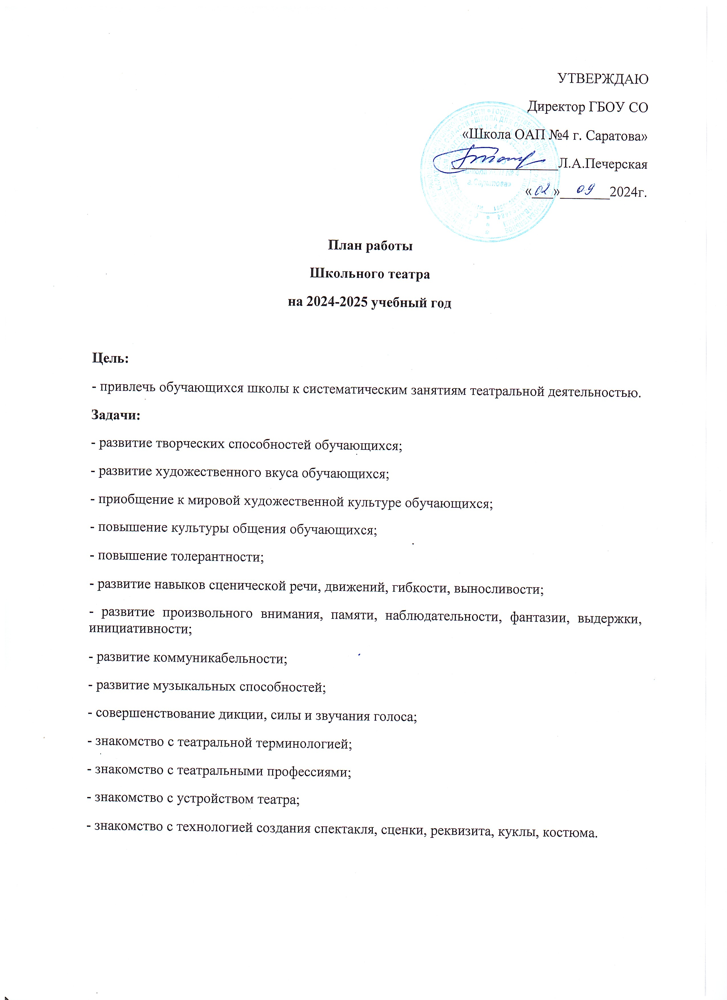 УТВЕРЖДАЮ
Директор ГБОУ СО
«Школа ОАП №4 г. Саратова»
Л.А.Печерская
«02» 09 2024г.
План работы
Школьного театра
на 2024-2025 учебный год
Цель:
- привлечь обучающихся школы к систематическим занятиям театральной деятельностью.
Задачи:
- развитие творческих способностей обучающихся;
- развитие художественного вкуса обучающихся;
- приобщение к мировой художественной культуре обучающихся;
- повышение культуры общения обучающихся;
- повышение толерантности;
- развитие навыков сценической речи, движений, гибкости, выносливости;
- развитие произвольного внимания, памяти, наблюдательности, фантазии, выдержки,
инициативности;
- развитие коммуникабельности;
- развитие музыкальных способностей;
- совершенствование дикции, силы и звучания голоса;
- знакомство с театральной терминологией;
- знакомство с театральными профессиями;
- знакомство с устройством театра;
- знакомство с технологией создания спектакля, сценки, реквизита, куклы, костюма.